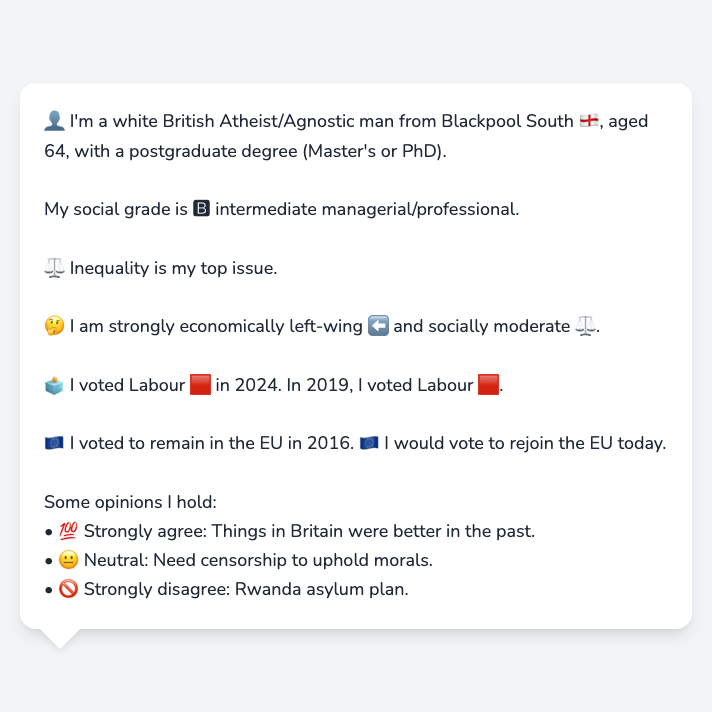 👤 I'm a white British Atheist/Agnostic man from Blackpool South 🏴󠁧󠁢󠁥󠁮󠁧󠁿, aged
64, with a postgraduate degree (Master's or PhD).
My social grade is 🅱 intermediate managerial/professional.
⚖️ Inequality is my top issue.
🤔 I am strongly economically left-wing ⬅️ and socially moderate ⚖️.
🗳️ I voted Labour 🟥 in 2024. In 2019, I voted Labour 🟥.
🇪🇺 I voted to remain in the EU in 2016. 🇪🇺 I would vote to rejoin the EU today.
Some opinions I hold:
• 💯 Strongly agree: Things in Britain were better in the past.
• 😐 Neutral: Need censorship to uphold morals.
• 🚫 Strongly disagree: Rwanda asylum plan.